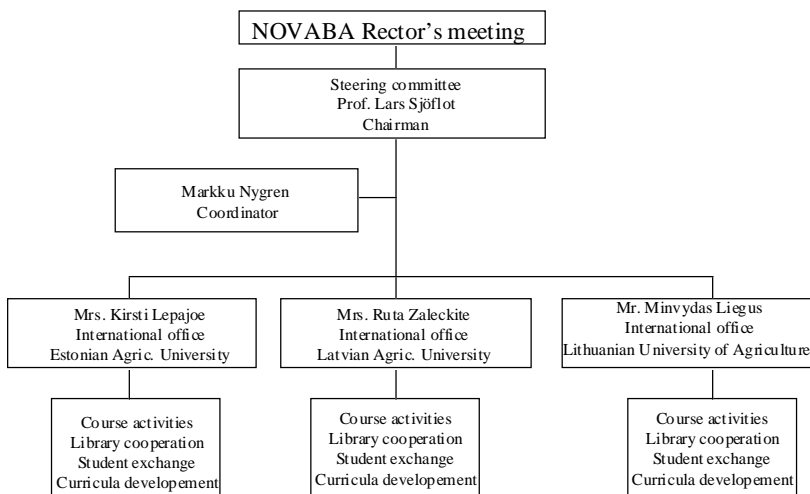 NOVABA Rector's meeting
Steering committee
Prof. Lars Sjöflot
Chairman
Markku Nygren
Coordinator
Mrs. Kirsti Lepajoe
International office
Estonian Agric. University
Mrs. Ruta Zaleckite
International office
Latvian Agric. University
Mr. Minvydas Liegus
International office
Lithuanian University of Agriculture
Course activities
Library cooperation
Student exchange
Curricula developement
Course activities
Library cooperation
Student exchange
Curricula developement
Course activities
Library cooperation
Student exchange
Curricula developement